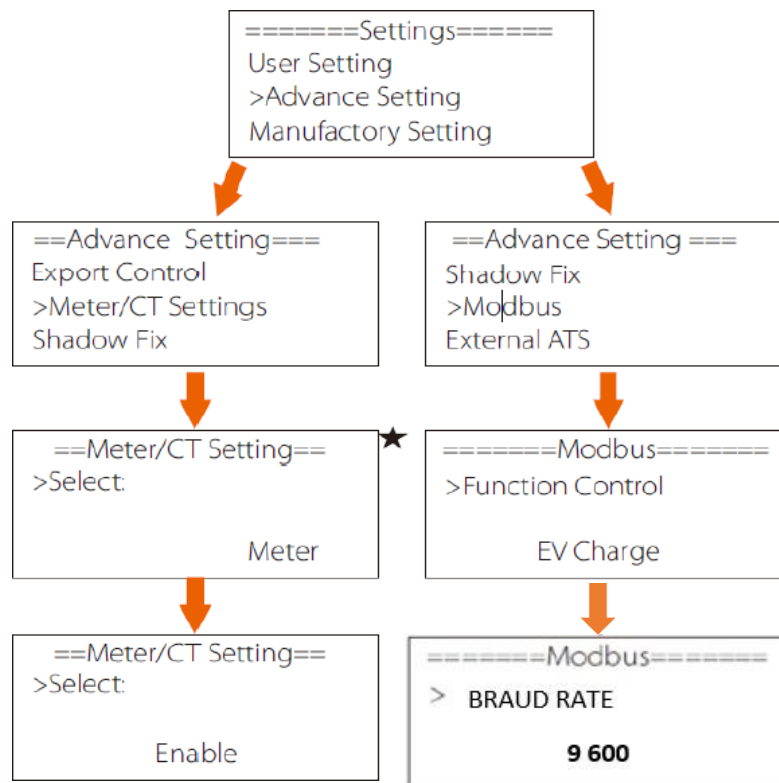 =======Settings======
User Setting
>Advance Setting
Manufactory Setting
==Advance Setting===
Export Control
>Meter/CT Settings
Shadow Fix
==Advance Setting ===
Shadow Fix
>Modbus
External ATS
==Meter/CT Setting==
>Select:
Meter
=======Modbus=======
>Function Control
EV Charge
==Meter/CT Setting==
>Select:
Enable
=======Modbus=======
> BRAUD RATE
9 600